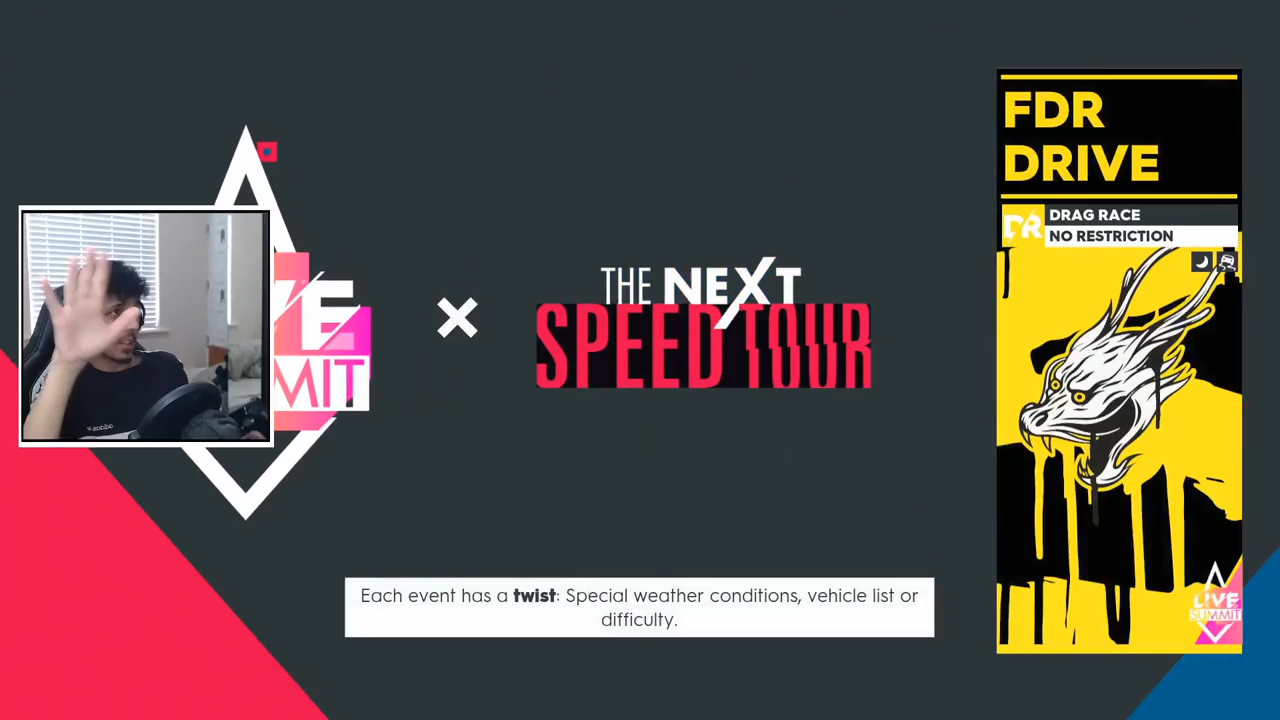 FDR
DRIVE
DR
DRAG RACE
NO RESTRICTION
THE NEXT
SPEED TOUR
Each event has a twist: Special weather conditions, vehicle list or
difficulty.
LIVE
SUMMIT